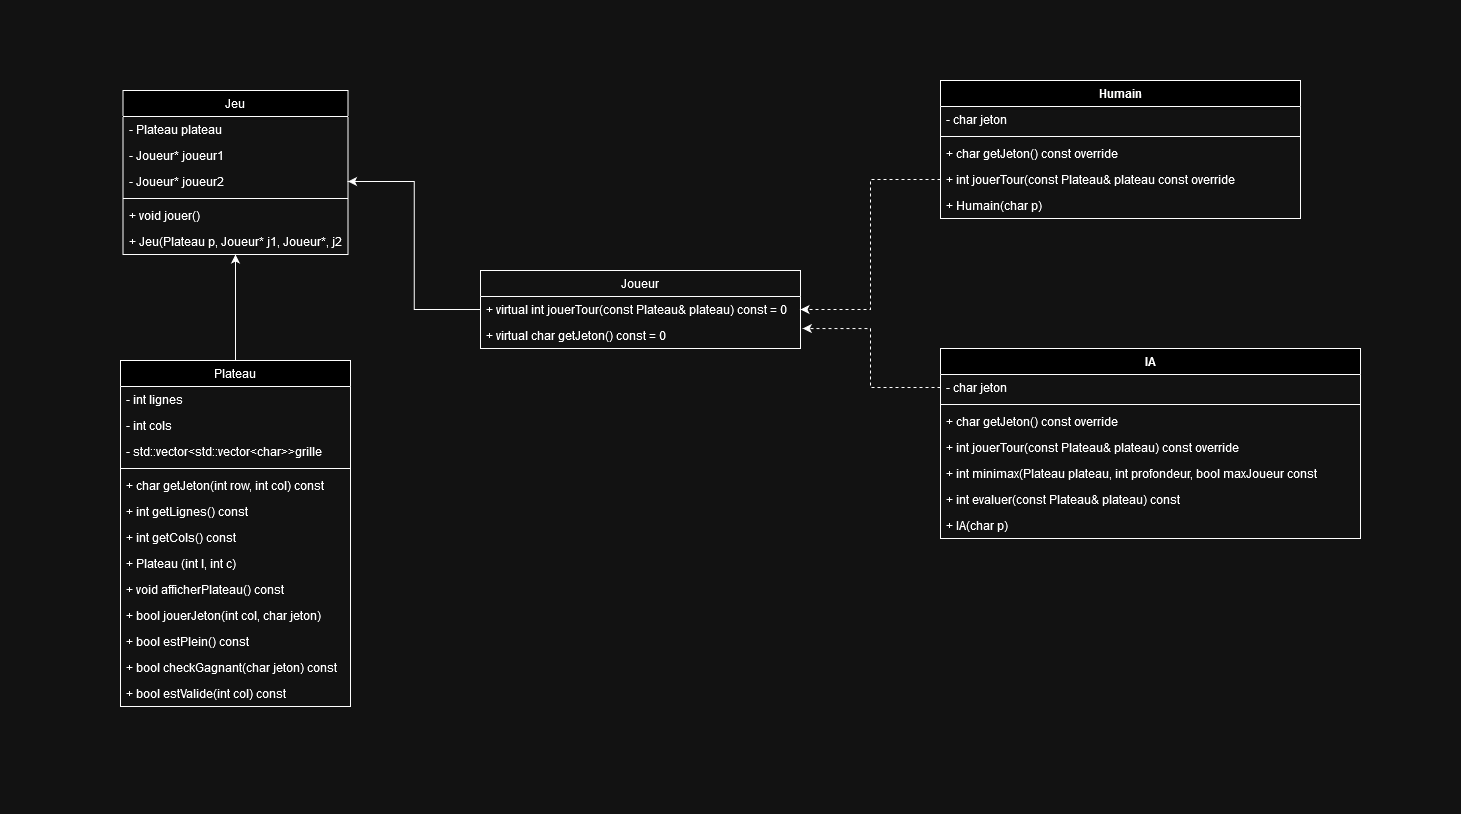 Jeu
- Plateau plateau
- Joueur* joueur1
- Joueur* joueur2
+ void jouer()
+ Jeu(Plateau p, Joueur* j1, Joueur*, j2
Plateau
- int lignes
- int cols
- std::vector<std::vector<char>>grille
+ char getJeton(int row, int col) const
+ int getLignes() const
+ int getCols() const
+ Plateau (int l, int c)
+ void afficherPlateau() const
+ bool jouerJeton(int col, char jeton)
+ bool estPlein() const
+ bool checkGagnant(char jeton) const
+ bool estValide(int col) const
Joueur
+ virtual int jouerTour(const Plateau& plateau) const = 0
+ virtual char getJeton() const = 0
Humain
- char jeton
+ char getJeton() const override
+ int jouerTour(const Plateau& plateau const override
+ Humain(char p)
IA
- char jeton
+ char getJeton() const override
+ int jouerTour(const Plateau& plateau) const override
+ int minimax(Plateau plateau, int profondeur, bool maxJoueur const
+ int evaluer(const Plateau& plateau) const
+ IA(char p)